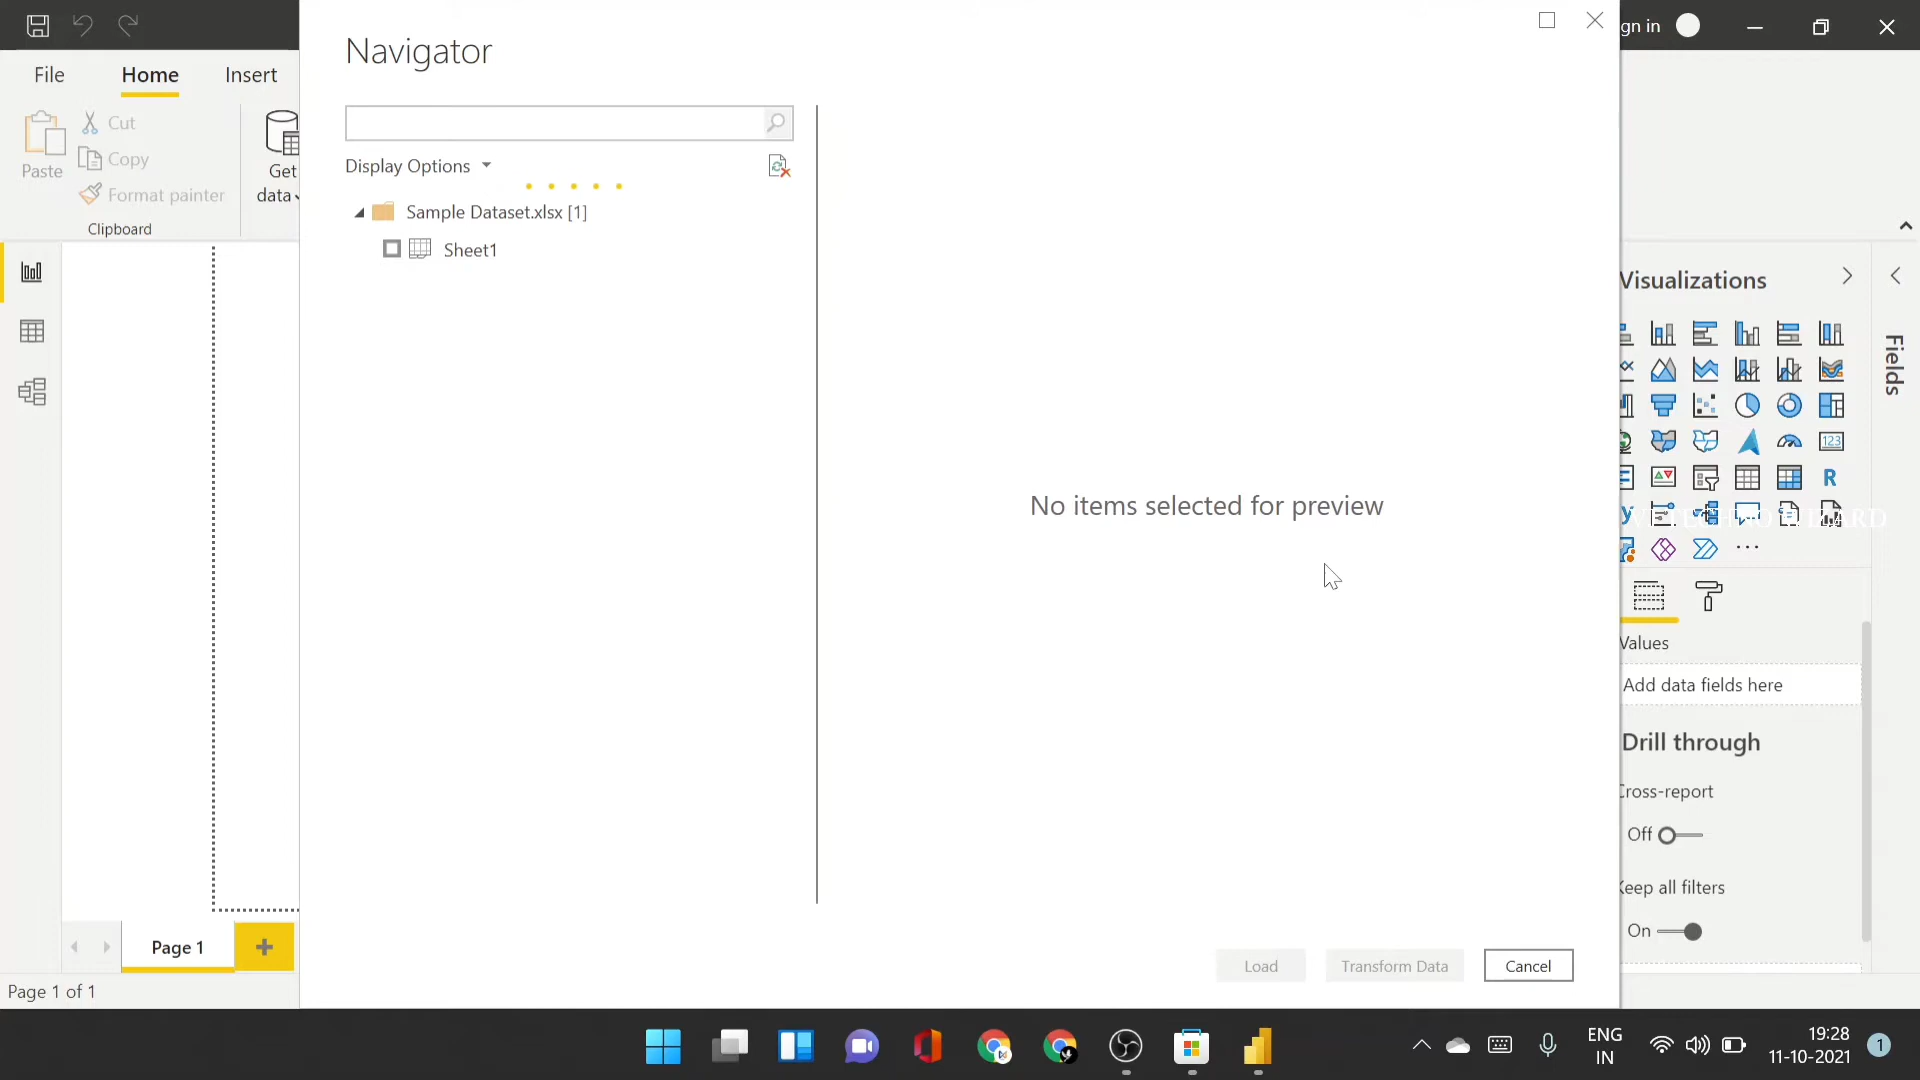 gn in
File
Home
Insert
Paste
Cut
Copy
Format painter
Clipboard
Get
data
Navigator
Display Options
Sample Dataset.xlsx [1]
Sheet1
No items selected for preview
Load
Transform Data
Cancel
Visualizations
Fields
123
R
Values
Add data fields here
Drill through
Cross-report
Off
Keep all filters
On
Page 1
Page 1 of 1
ENG
IN
19:28
11-10-2021
1